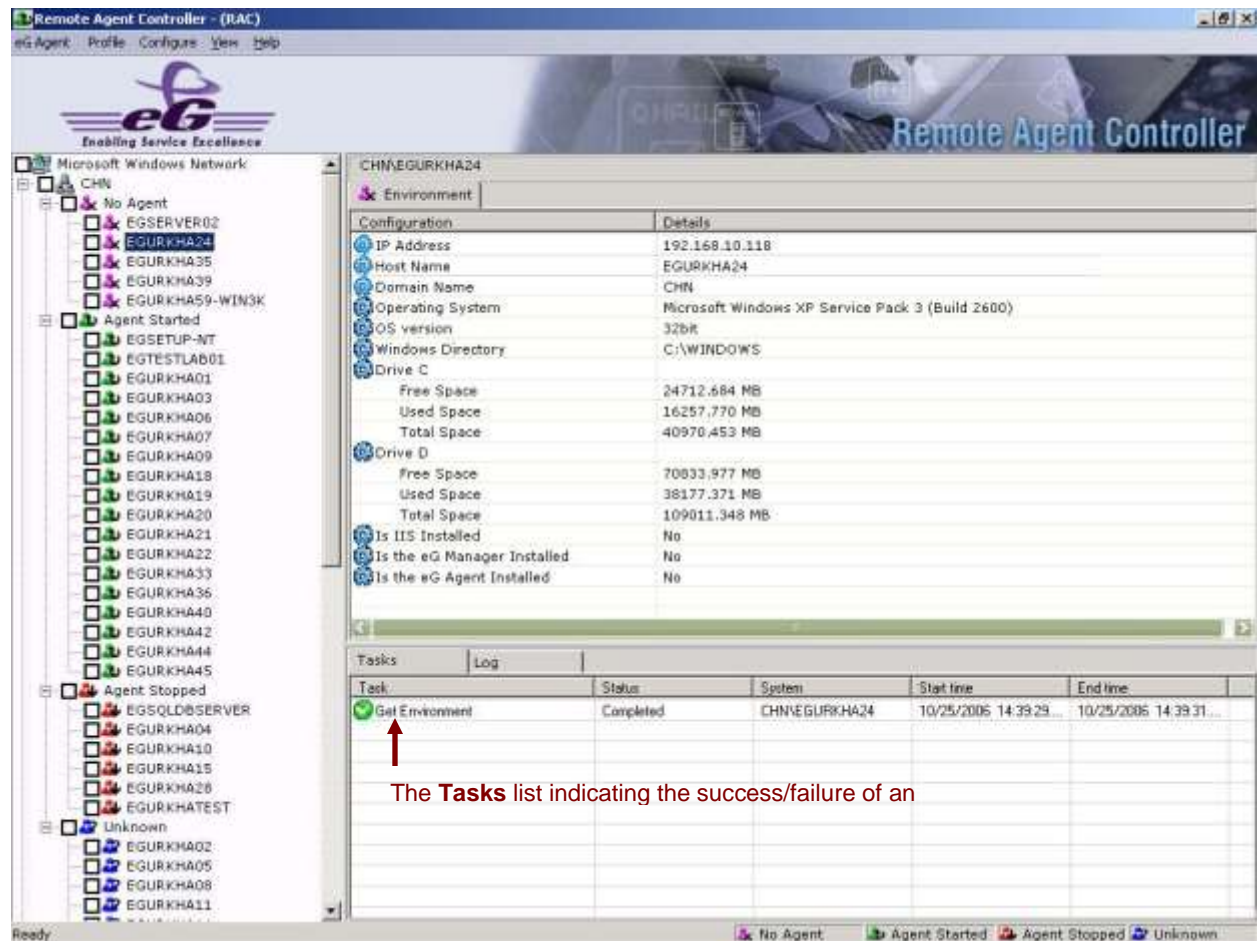 Remote Agent Controller - (RAC)
eG Agent Profile Configure View Help
eG
Enabling Service Excellence
Remote Agent Controller
Microsoft Windows Network
CHN
No Agent
EGSERVER02
EGURKHA24
EGURKHA35
EGURKHA39
EGURKHA59-WIN3K
Agent Started
EGSETUP-NT
EGTESTLAB01
EGURKHA01
EGURKHA03
EGURKHA06
EGURKHA07
EGURKHA09
EGURKHA18
EGURKHA19
EGURKHA20
EGURKHA21
EGURKHA22
EGURKHA33
EGURKHA36
EGURKHA40
EGURKHA42
EGURKHA44
EGURKHA45
Agent Stopped
EGSQLDBSERVER
EGURKHA04
EGURKHA10
EGURKHA15
EGURKHA28
EGURKHATEST
Unknown
EGURKHA02
EGURKHA05
EGURKHA08
EGURKHA11
CHN\EGURKHA24
Environment
Configuration Details
IP Address 192.168.10.118
Host Name EGURKHA24
Domain Name CHN
Operating System Microsoft Windows XP Service Pack 3 (Build 2600)
OS version 32bit
Windows Directory C:\WINDOWS
Drive C
Free Space 24712.684 MB
Used Space 16257.770 MB
Total Space 40970.453 MB
Drive D
Free Space 70833.977 MB
Used Space 38177.371 MB
Total Space 109011.348 MB
Is IIS Installed No
Is the eG Manager Installed No
Is the eG Agent Installed No
Tasks Log
Task Status System Start time End time
Get Environment Completed CHN\EGURKHA24 10/25/2006 14:39:29... 10/25/2006 14:39:31...
The Tasks list indicating the success/failure of an
Ready No Agent Agent Started Agent Stopped Unknown